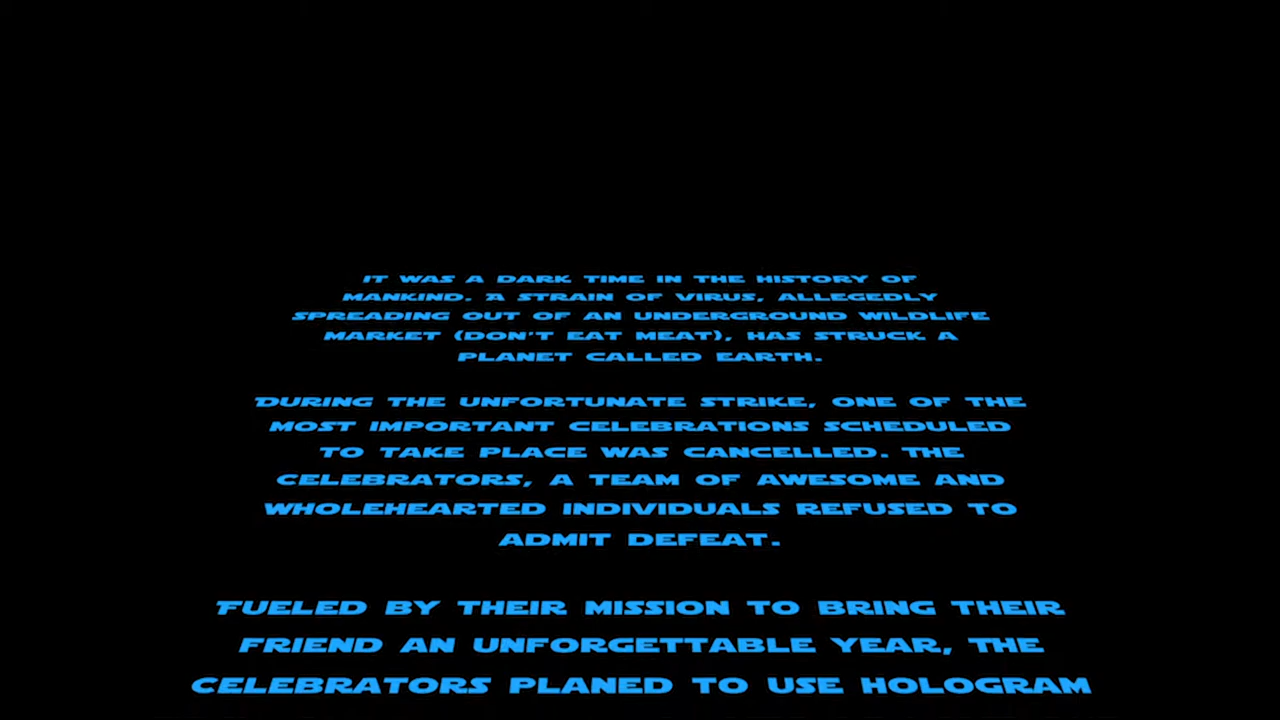 IT WAS A DARK TIME IN THE HISTORY OF
MANKIND. A STRAIN OF VIRUS, ALLEGEDLY
SPREADING OUT OF AN UNDERGROUND WILDLIFE
MARKET (DON'T EAT MEAT), HAS STRUCK A
PLANET CALLED EARTH.
DURING THE UNFORTUNATE STRIKE, ONE OF THE
MOST IMPORTANT CELEBRATIONS SCHEDULED
TO TAKE PLACE WAS CANCELLED. THE
CELEBRATORS, A TEAM OF AWESOME AND
WHOLEHEARTED INDIVIDUALS REFUSED TO
ADMIT DEFEAT.
FUELED BY THEIR MISSION TO BRING THEIR
FRIEND AN UNFORGETTABLE YEAR, THE
CELEBRATORS PLANED TO USE HOLOGRAM